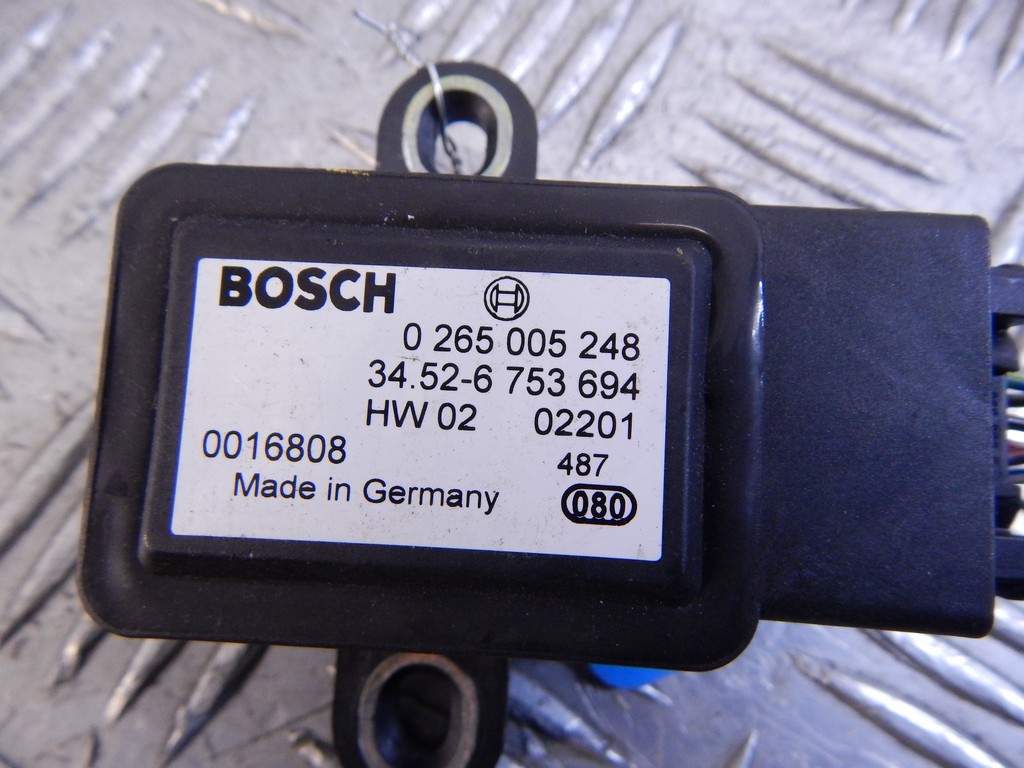 BOSCH
0 265 005 248
34.52-6 753 694
HW 02 02201
0016808 487
Made in Germany 080